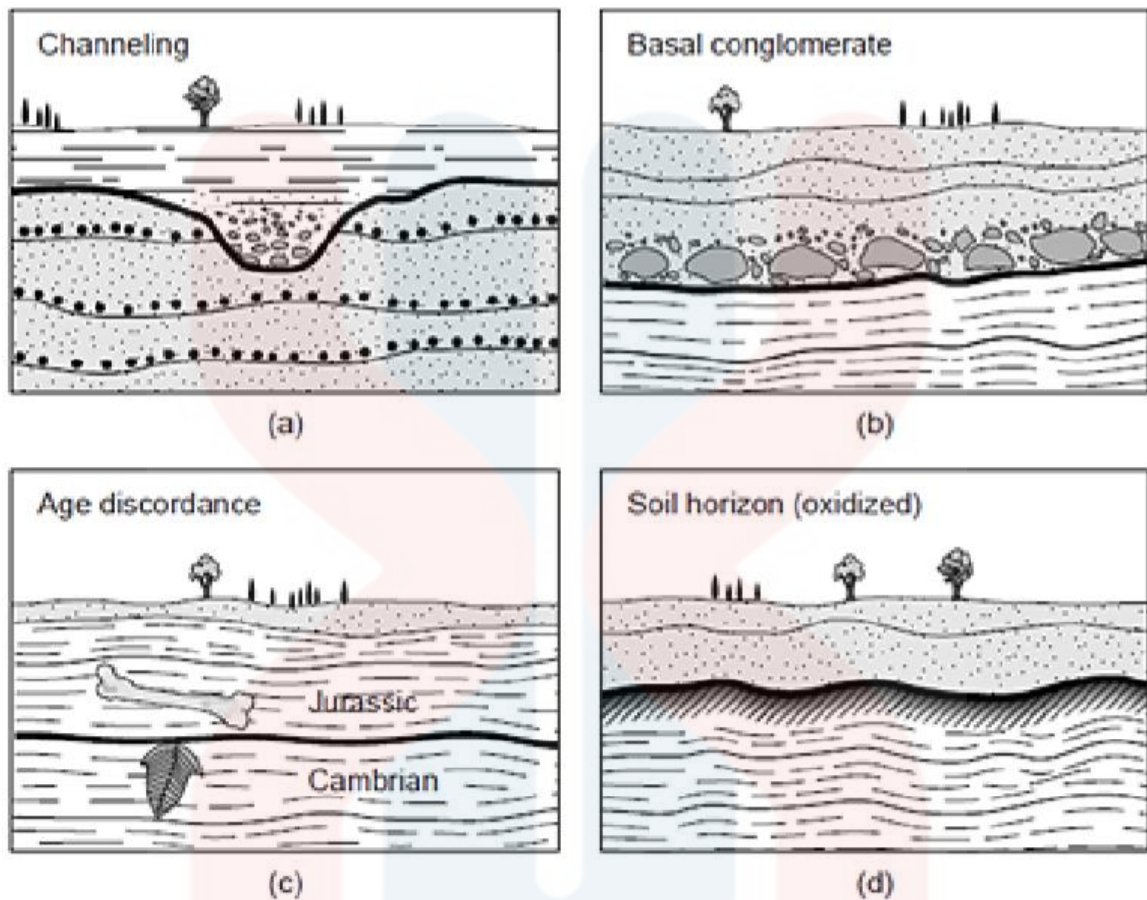 Channeling
Basal conglomerate
(a)
(b)
Age discordance
Soil horizon (oxidized)
Jurassic
Cambrian
(c)
(d)